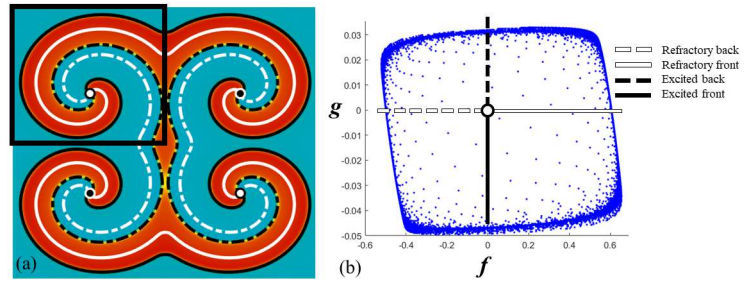 (a)
0.03
0.02
0.01
0
-0.01
-0.02
-0.03
-0.04
-0.05
g
-0.6 -0.4 -0.2 0 0.2 0.4 0.6
(b)
f
Refractory back
Refractory front
Excited back
Excited front